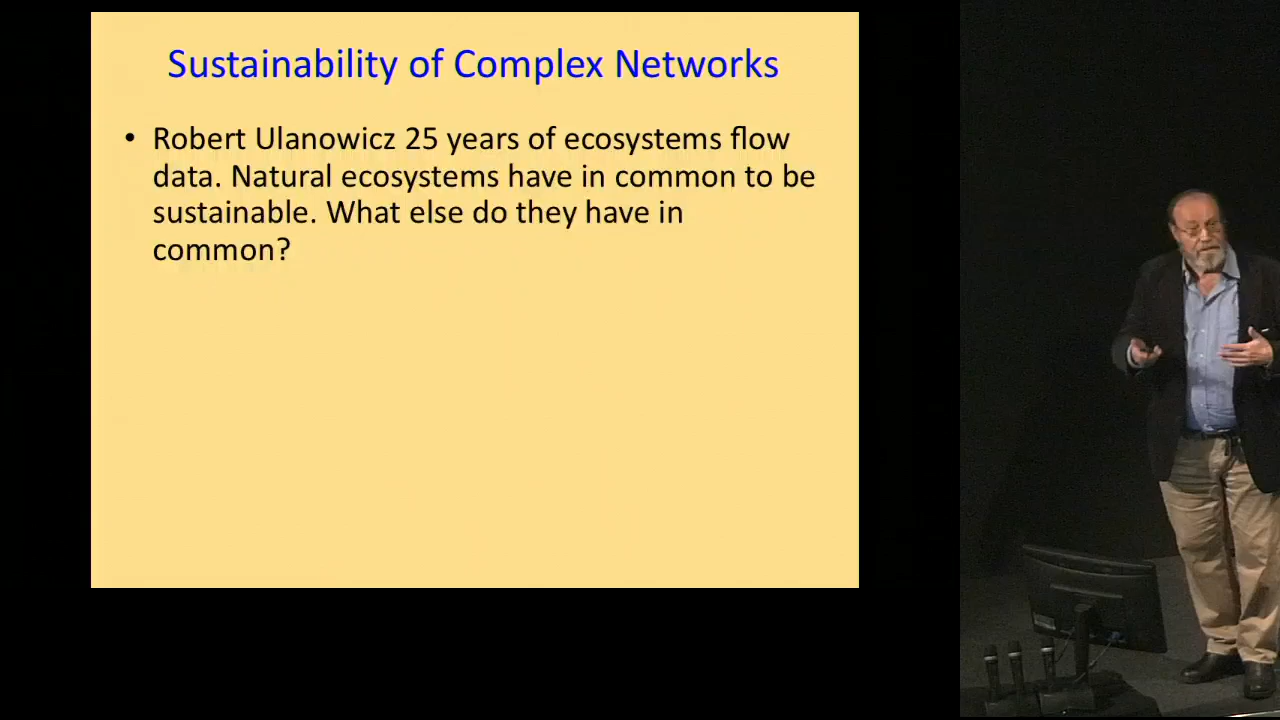 Sustainability of Complex Networks
• Robert Ulanowicz 25 years of ecosystems flow
data. Natural ecosystems have in common to be
sustainable. What else do they have in
common?